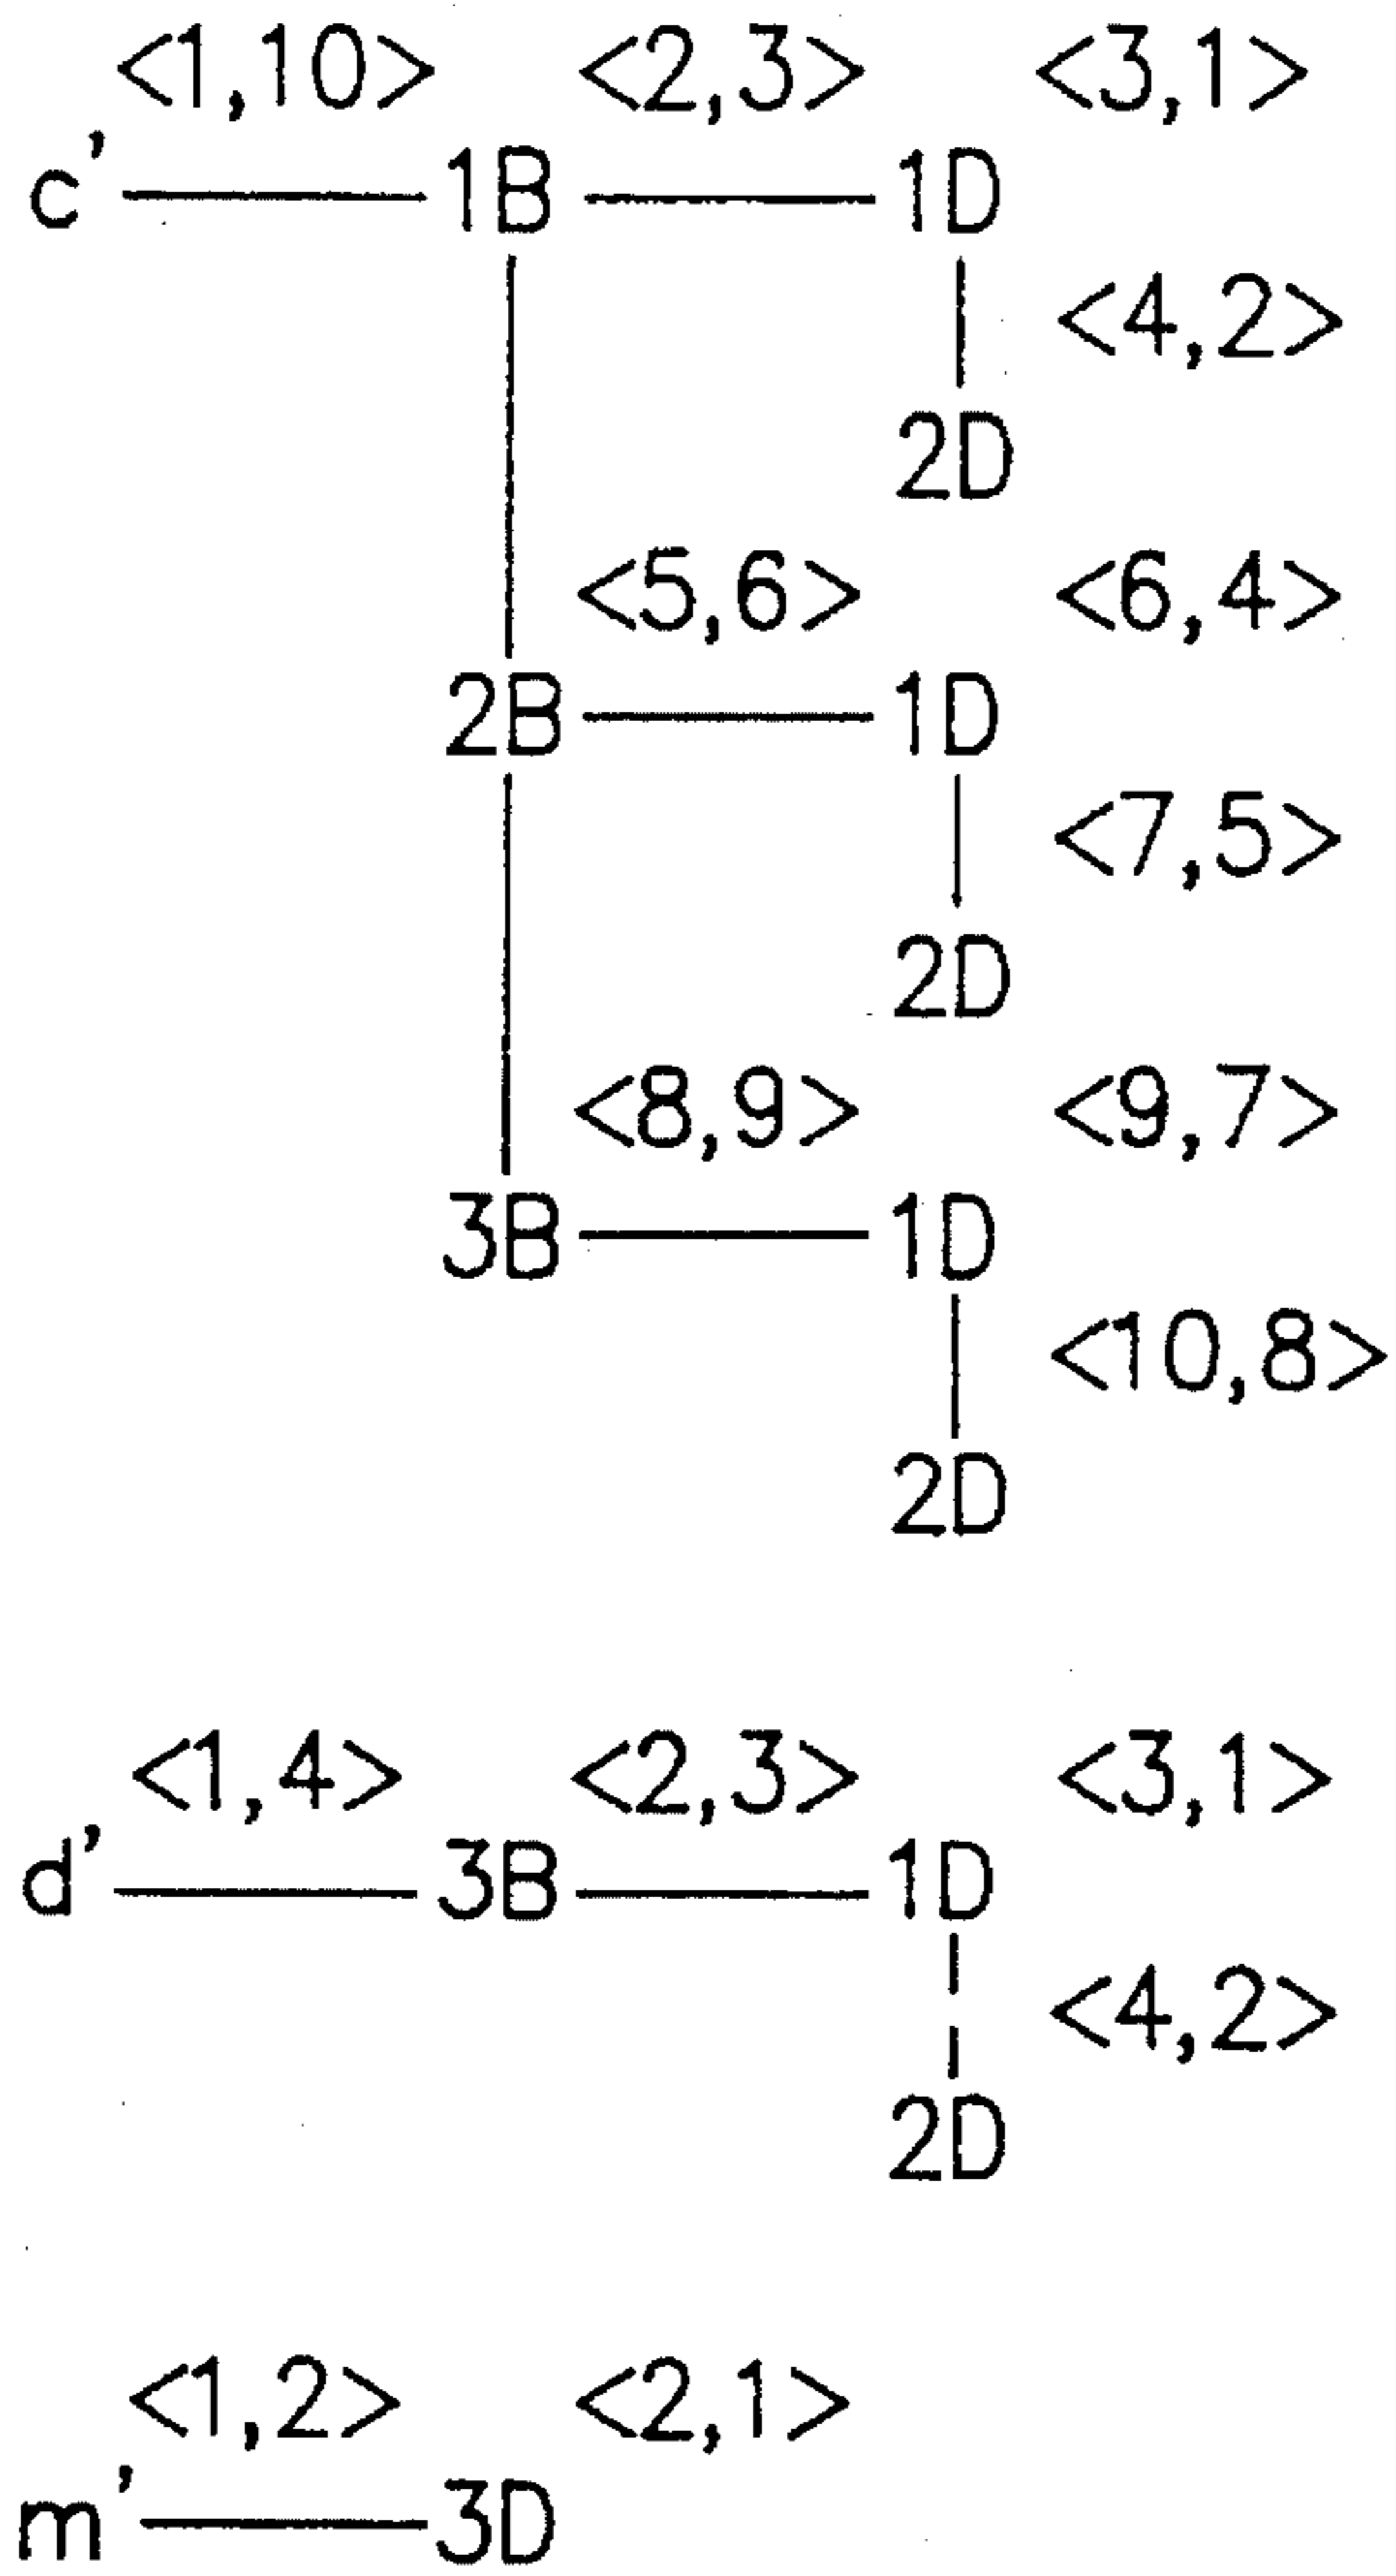 <1,10> <2,3> <3,1>
c' 1B 1D
<4,2>
2D
<5,6> <6,4>
2B 1D
<7,5>
2D
<8,9> <9,7>
3B 1D
<10,8>
2D
<1,4> <2,3> <3,1>
d' 3B 1D
<4,2>
2D
<1,2> <2,1>
m' 3D